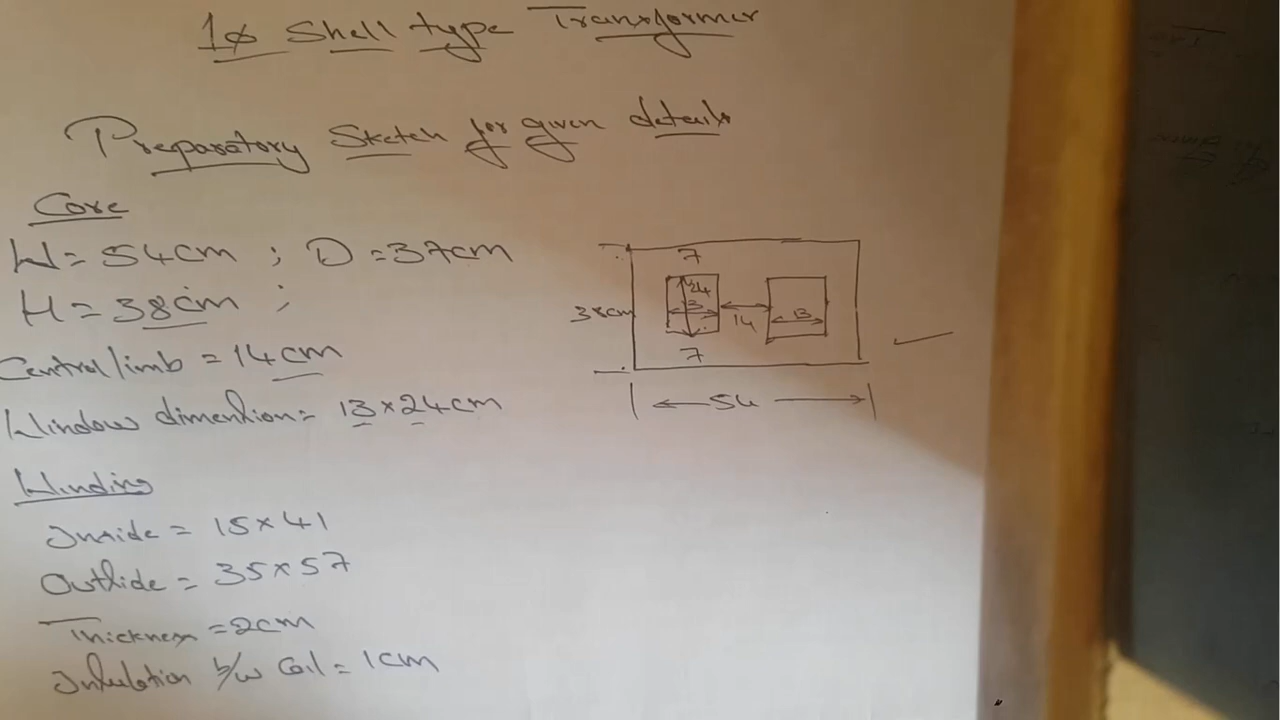 1ϕ Shell type Transformer
Preparatory Sketch for given details
Core
W = 54cm ; D = 37cm
H = 38cm ;
Central limb = 14cm
Window dimension = 13 x 24cm
7
24
13
38cm
14
13
7
54
Winding
Inside = 15 x 41
Outside = 35 x 57
Thickness = 2cm
Insulation b/w Coil = 1cm